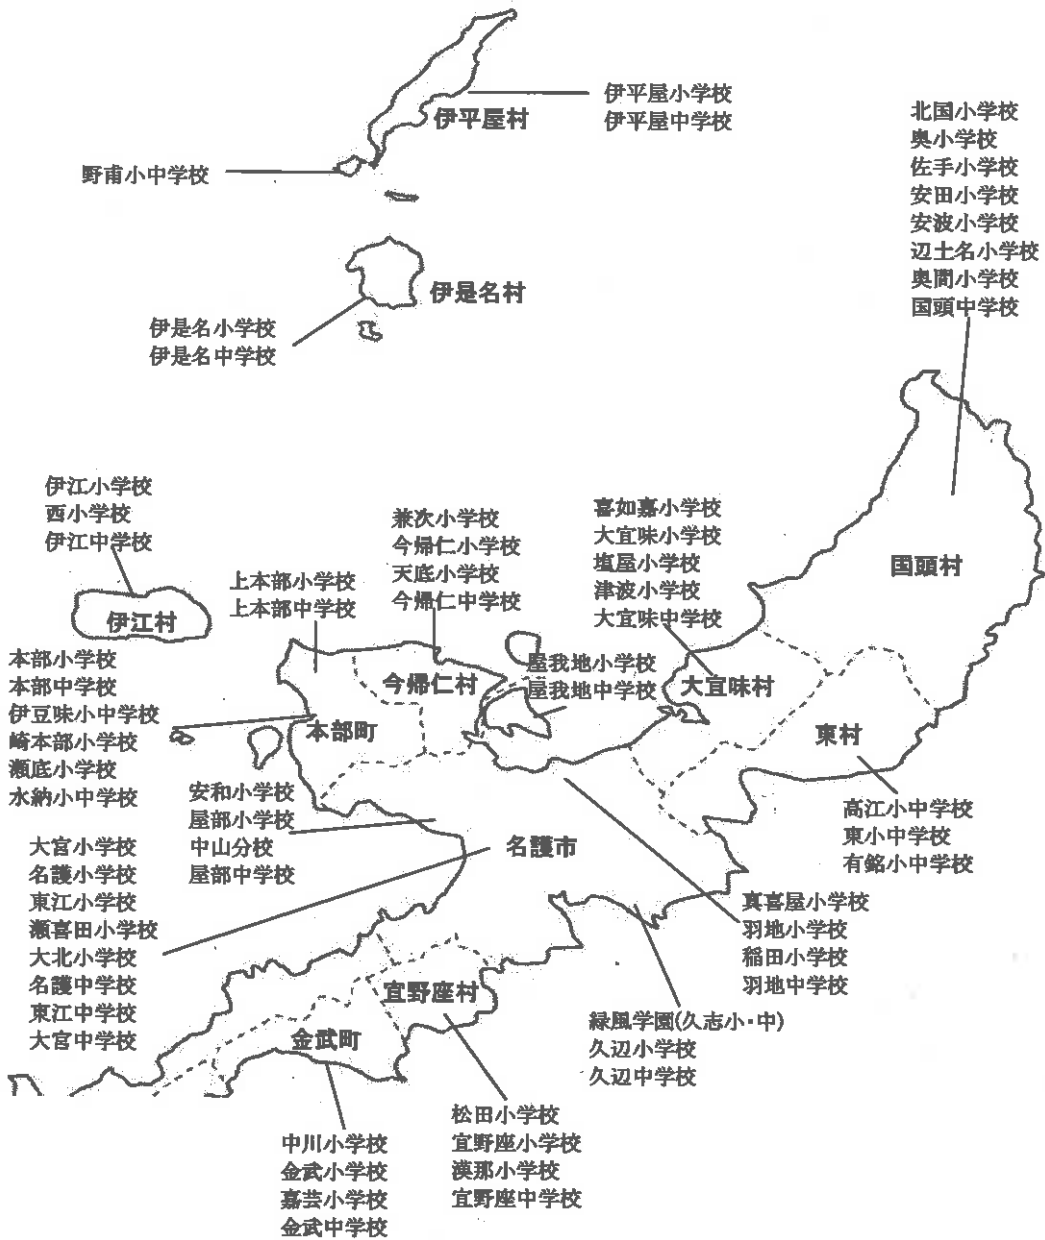 伊平屋小学校
伊平屋中学校
伊平屋村
野甫小中学校
北国小学校
奥小学校
佐手小学校
安田小学校
安波小学校
辺土名小学校
奥間小学校
国頭中学校
伊是名村
伊是名小学校
伊是名中学校
伊江小学校
西小学校
伊江中学校
伊江村
上本部小学校
上本部中学校
兼次小学校
今帰仁小学校
天底小学校
今帰仁中学校
喜如嘉小学校
大宜味小学校
塩屋小学校
津波小学校
大宜味中学校
国頭村
本部小学校
本部中学校
伊豆味小中学校
崎本部小学校
瀬底小学校
水納小中学校
今帰仁村
屋我地小学校
屋我地中学校
大宜味村
本部町
東村
安和小学校
屋部小学校
中山分校
屋部中学校
名護市
高江小中学校
東小中学校
有銘小中学校
大宮小学校
名護小学校
東江小学校
瀬喜田小学校
大北小学校
名護中学校
東江中学校
大宮中学校
真喜屋小学校
羽地小学校
稲田小学校
羽地中学校
宜野座村
金武町
緑風学園(久志小・中)
久辺小学校
久辺中学校
松田小学校
宜野座小学校
漢那小学校
宜野座中学校
中川小学校
金武小学校
嘉芸小学校
金武中学校